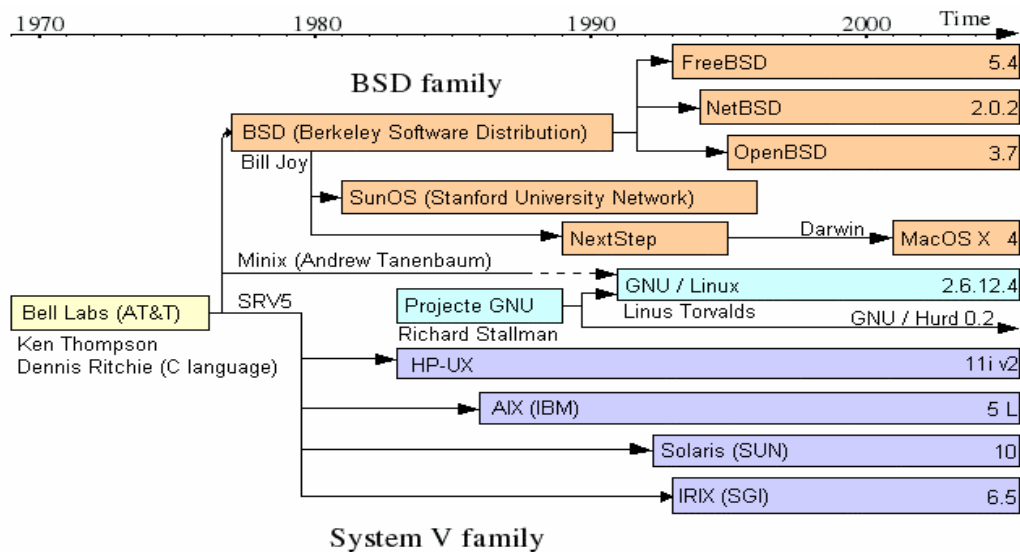 1970 1980 1990 2000 Time
FreeBSD 5.4
BSD family
NetBSD 2.0.2
BSD (Berkeley Software Distribution)
Bill Joy
OpenBSD 3.7
SunOS (Stanford University Network)
NextStep Darwin MacOS X 4
Minix (Andrew Tanenbaum)
GNU / Linux 2.6.12.4
SRV5
Bell Labs (AT&T)
Projecte GNU
Linus Torvalds
GNU / Hurd 0.2
Ken Thompson
Richard Stallman
Dennis Ritchie (C language)
HP-UX 11i v2
AIX (IBM) 5 L
Solaris (SUN) 10
IRIX (SGI) 6.5
System V family